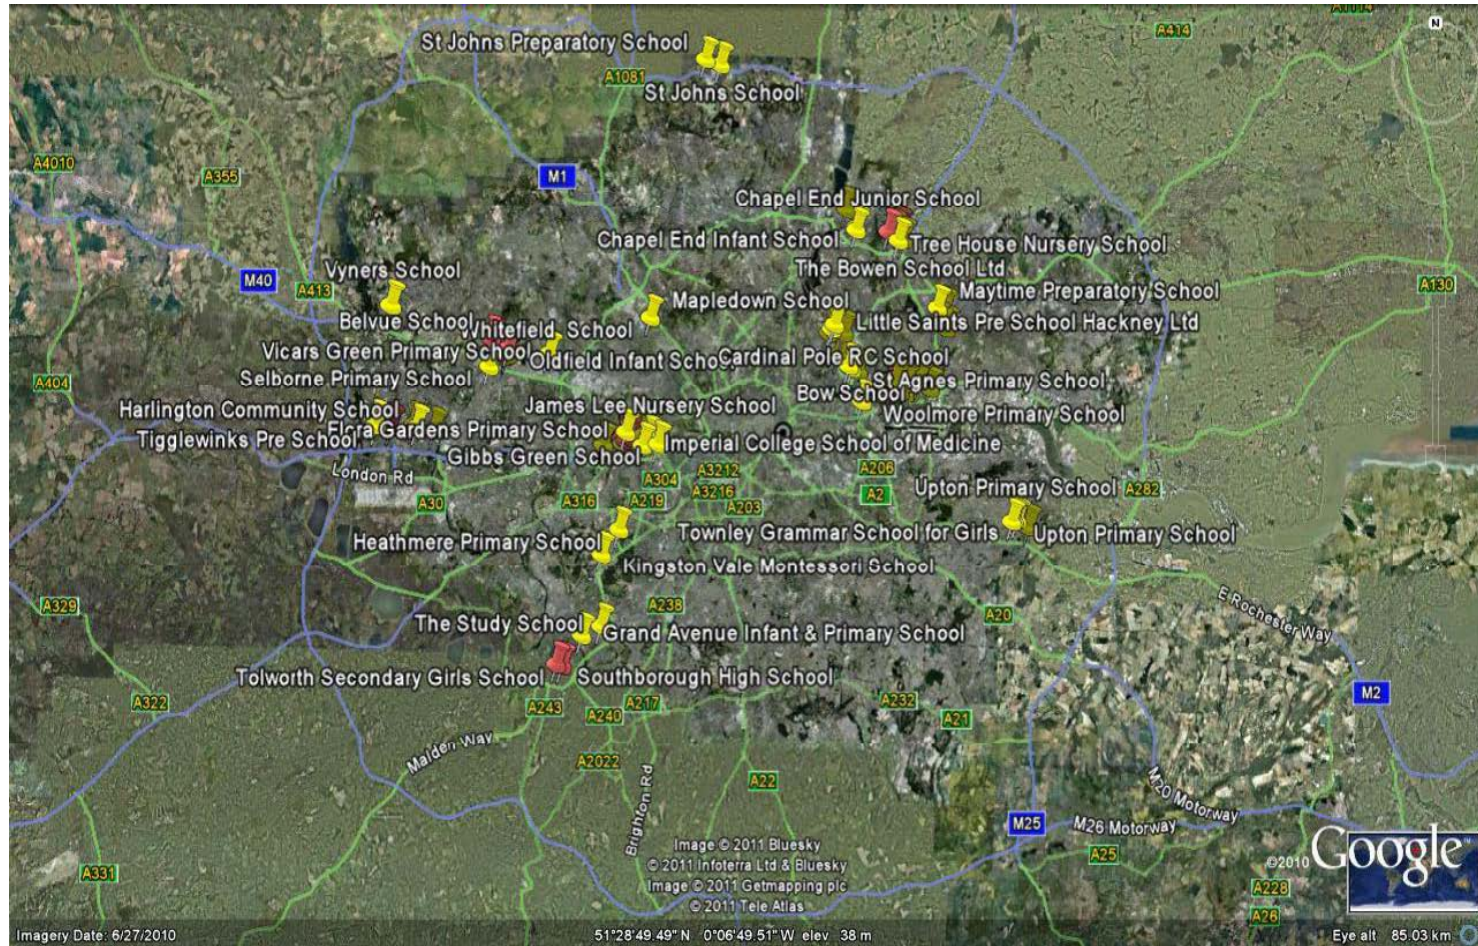 A1114
A414
N
St Johns Preparatory School
A1081
St Johns School
A4010
A355
M1
Chapel End Junior School
Chapel End Infant School
Tree House Nursery School
Vyners School
The Bowen School Ltd
M40
A413
A130
Mapledown School
Maytime Preparatory School
Belvue School
Whitefield School
Little Saints Pre School Hackney Ltd
Vicars Green Primary School
Oldfield Infant Schoo
Cardinal Pole RC School
A404
Selborne Primary School
St Agnes Primary School
Bow School
Harlington Community School
James Lee Nursery School
Woolmore Primary School
Flora Gardens Primary School
Tigglewinks Pre School
Imperial College School of Medicine
Gibbs Green School
London Rd
A304
A3212
A206
A30
A316
A219
A3216
A203
A2
Upton Primary School
A282
Heathmere Primary School
Townley Grammar School for Girls
Upton Primary School
Kingston Vale Montessori School
A329
A238
A20
E Rochester Way
The Study School
Grand Avenue Infant & Primary School
Tolworth Secondary Girls School
Southborough High School
A322
A243
A240
A217
A232
A21
M2
Malden Way
A2022
A22
Brighton Rd
M20 Motorway
M25
M26 Motorway
Image © 2011 Bluesky
© 2011 Infoterra Ltd & Bluesky
Image © 2011 Getmapping plc
© 2011 Tele Atlas
A25
©2010 Google™
A331
A228
A26
Imagery Date: 6/27/2010
51°28'49.49" N 0°06'49.51" W elev 38 m
Eye alt 85.03 km